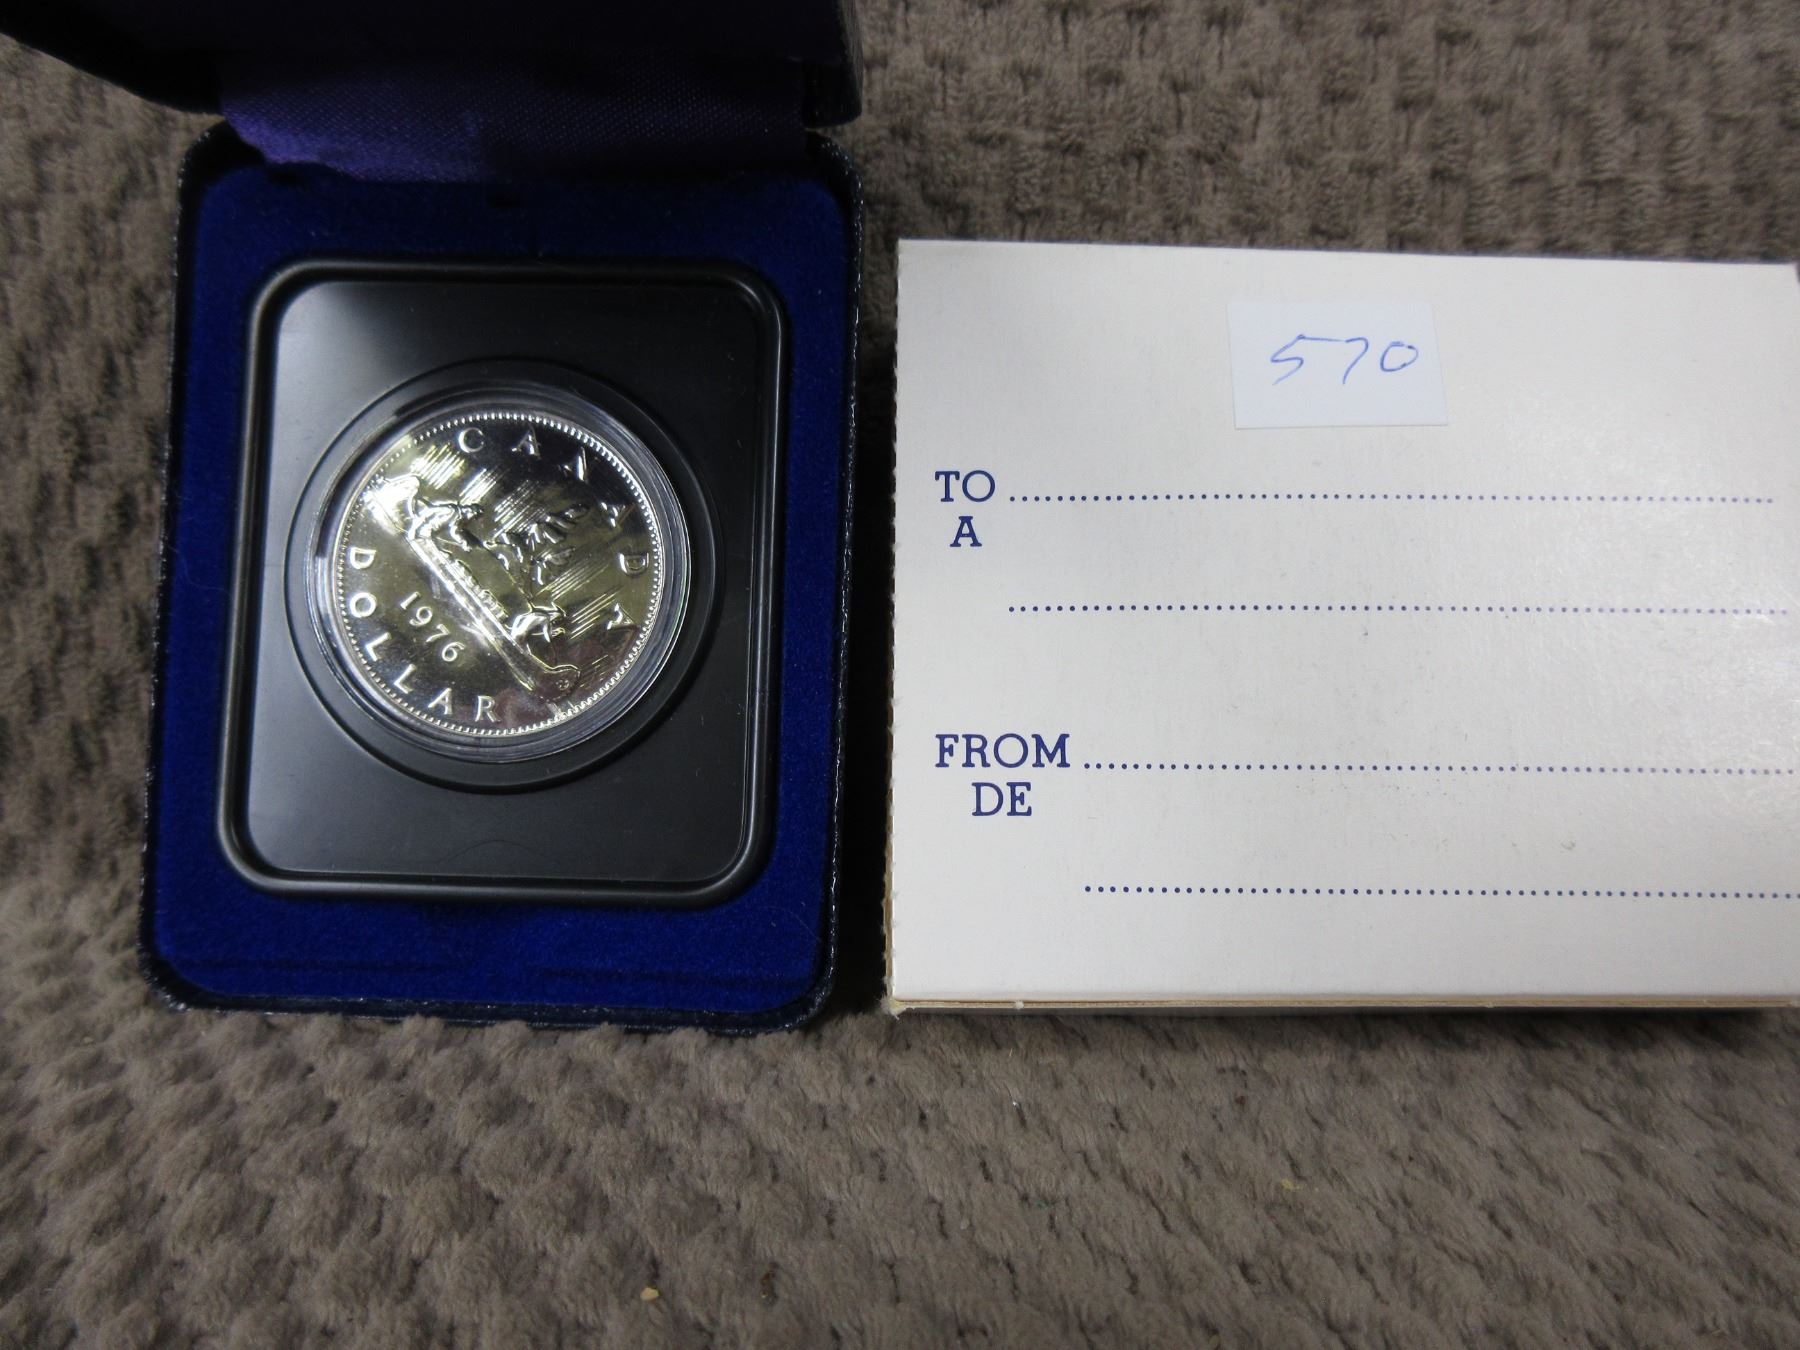 CANADA
1976
DOLLAR
570
TO
A
FROM
DE